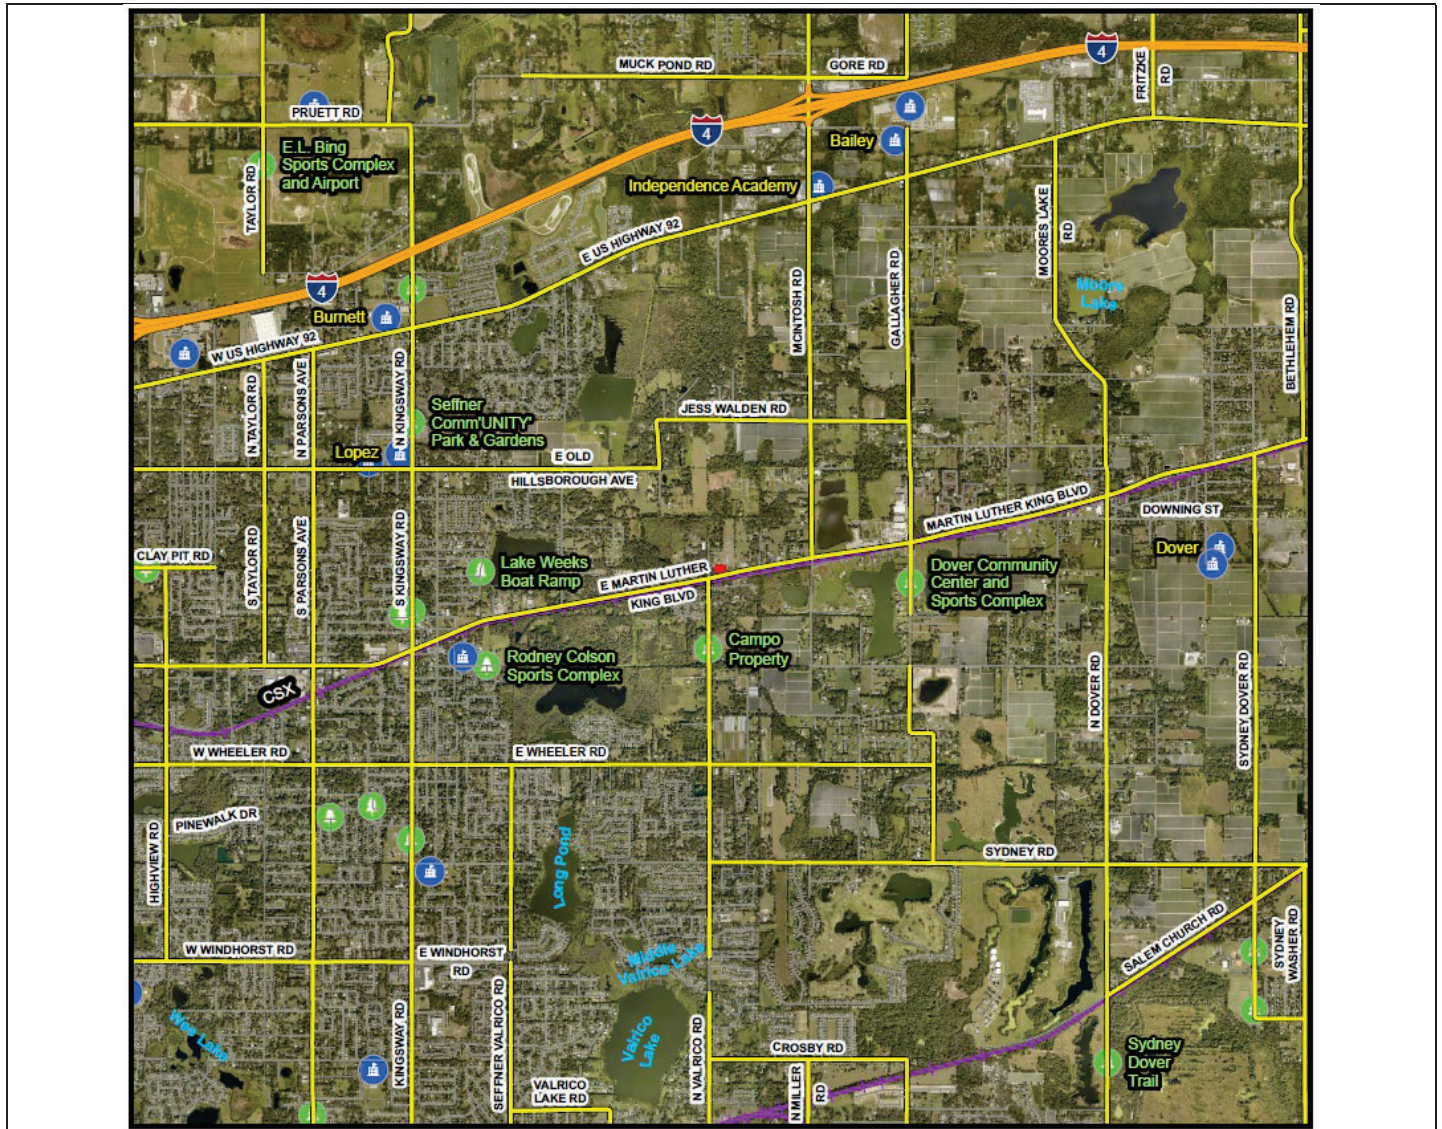 MUCK POND RD
GORE RD
4
FRITZKE
RD
PRUETT RD
4
Bailey
E.L. Bing
Sports Complex
and Airport
TAYLOR RD
Independence Academy
E US HIGHWAY 92
MOORES LAKE
RD
MCINTOSH RD
GALLAGHER RD
Moore
Lake
BETHLEHEM RD
4
Burnett
W US HIGHWAY 92
N TAYLOR RD
N PARSONS AVE
N KINGSWAY RD
Seffner
Comm'UNITY'
Park & Gardens
JESS WALDEN RD
Lopez
E OLD
HILLSBOROUGH AVE
MARTIN LUTHER KING BLVD
DOWNING ST
CLAY PIT RD
S TAYLOR RD
S PARSONS AVE
S KINGSWAY RD
Lake Weeks
Boat Ramp
E MARTIN LUTHER
KING BLVD
Dover Community
Center and
Sports Complex
Dover
Rodney Colson
Sports Complex
Campo
Property
CSX
N DOVER RD
SYDNEY DOVER RD
W WHEELER RD
E WHEELER RD
PINEWALK DR
HIGHVIEW RD
Long Pond
SYDNEY RD
W WINDHORST RD
E WINDHORST
RD
Middle
Valrico Lake
SALEM CHURCH RD
SYDNEY
WASHER RD
Wee Lake
KINGSWAY RD
SEFFNER VALRICO RD
Valrico
Lake
N VALRICO RD
CROSBY RD
Sydney
Dover
Trail
VALRICO
LAKE RD
N MILLER
RD